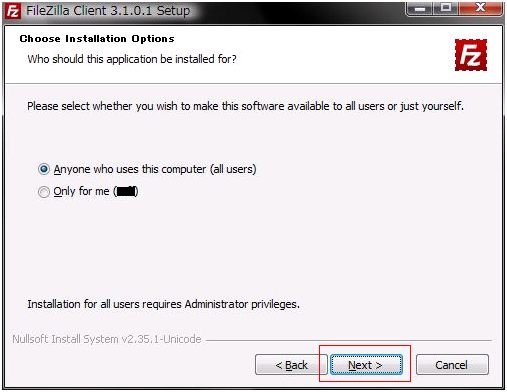 FileZilla Client 3.1.0.1 Setup
Choose Installation Options
Who should this application be installed for?
Fz
Please select whether you wish to make this software available to all users or just yourself.
Anyone who uses this computer (all users)
Only for me ( )
Installation for all users requires Administrator privileges.
Nullsoft Install System v2.35.1-Unicode
< Back
Next >
Cancel